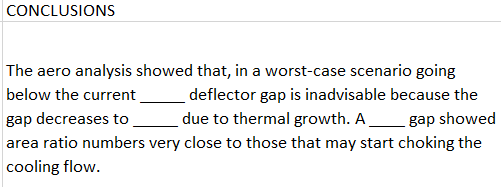 CONCLUSIONS
The aero analysis showed that, in a worst-case scenario going
below the current _____ deflector gap is inadvisable because the
gap decreases to _____ due to thermal growth. A ____ gap showed
area ratio numbers very close to those that may start choking the
cooling flow.